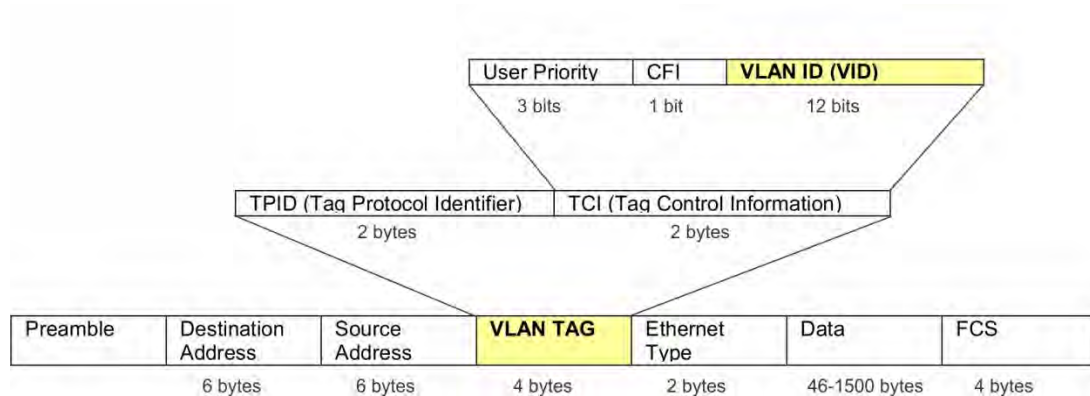 User Priority CFI VLAN ID (VID)
3 bits 1 bit 12 bits
TPID (Tag Protocol Identifier) TCI (Tag Control Information)
2 bytes 2 bytes
Preamble Destination Address Source Address VLAN TAG Ethernet Type Data FCS
6 bytes 6 bytes 4 bytes 2 bytes 46-1500 bytes 4 bytes